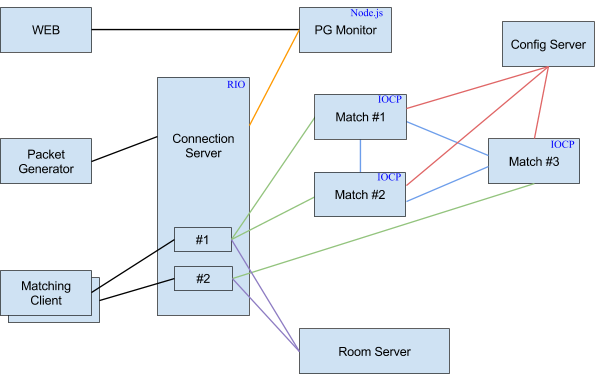 WEB
Node.js
PG Monitor
Config Server
RIO
Connection
Server
IOCP
Match #1
IOCP
Match #3
Packet
Generator
IOCP
Match #2
#1
#2
Matching
Client
Room Server